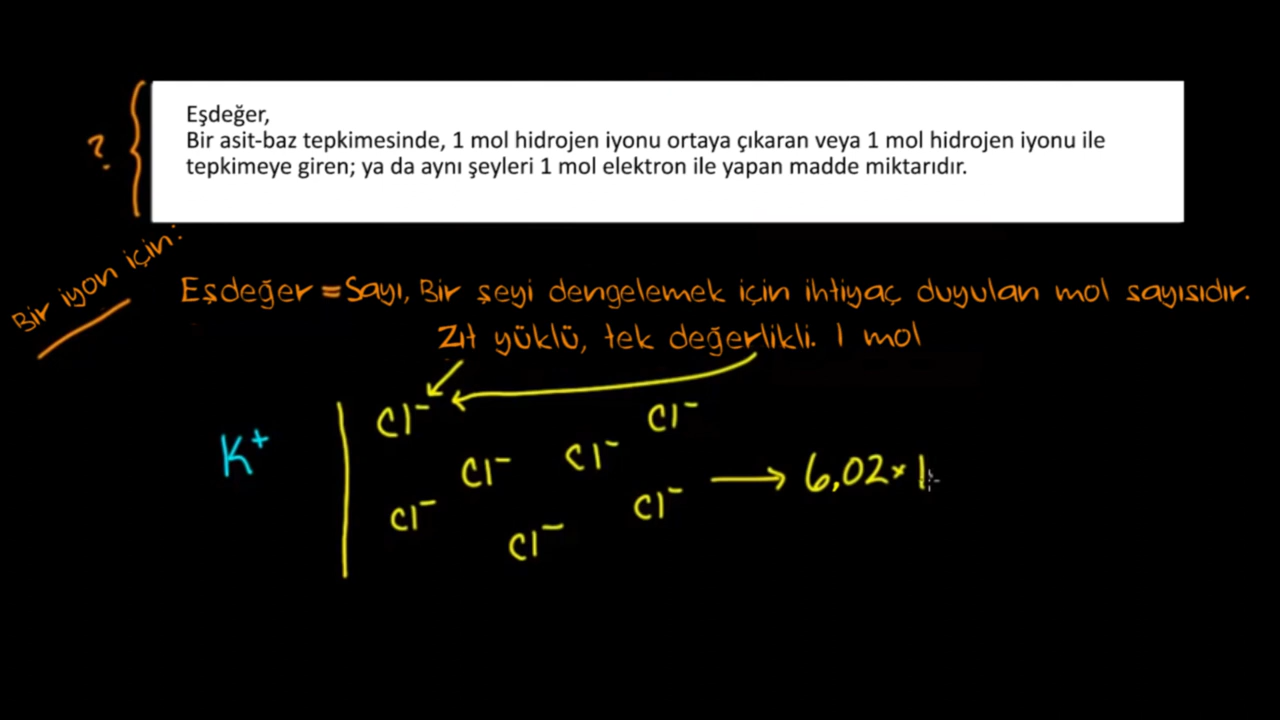 Eşdeğer,
Bir asit-baz tepkimesinde, 1 mol hidrojen iyonu ortaya çıkaran veya 1 mol hidrojen iyonu ile
tepkimeye giren; ya da aynı şeyleri 1 mol elektron ile yapan madde miktarıdır.
?
Bir iyon için:
Eşdeğer = Sayı, Bir şeyi dengelemek için ihtiyaç duyulan mol sayısıdır.
Zıt yüklü, tek değerlikli. 1 mol
K⁺
Cl⁻
Cl⁻
Cl⁻
Cl⁻
Cl⁻
Cl⁻
Cl⁻
6,02 × 1